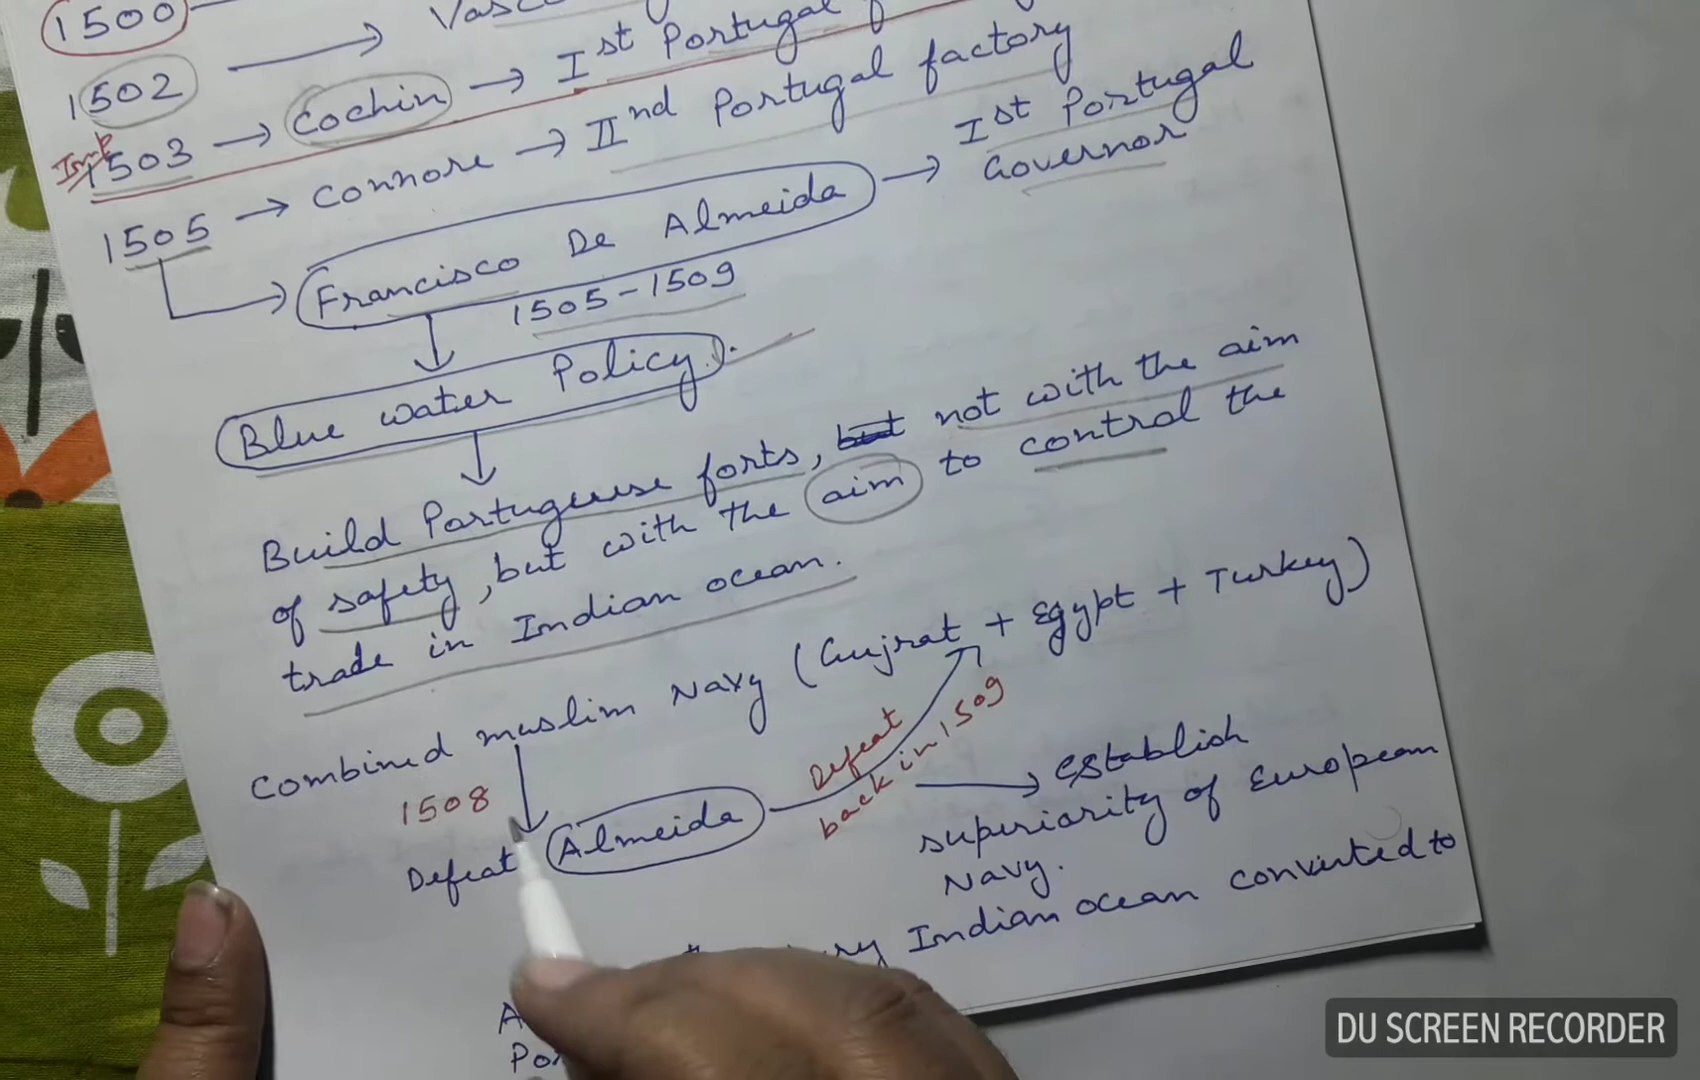 1500
1502 →
Imp 1503 → Cochin → Ist Portugal
1505 → Connore → IInd Portugal factory
Francisco De Almeida → Ist Portugal Governor
1505-1509
Blue water Policy.
Build Portuguese forts, but not with the aim
of safety, but with the aim to control the
trade in Indian ocean.
Combined muslim Navy (Gujrat + Egypt + Turkey)
1508
Defeat Almeida
Defeat back in 1509
→ Establish
superiority of European
Navy.
Indian ocean converted to
DU SCREEN RECORDER